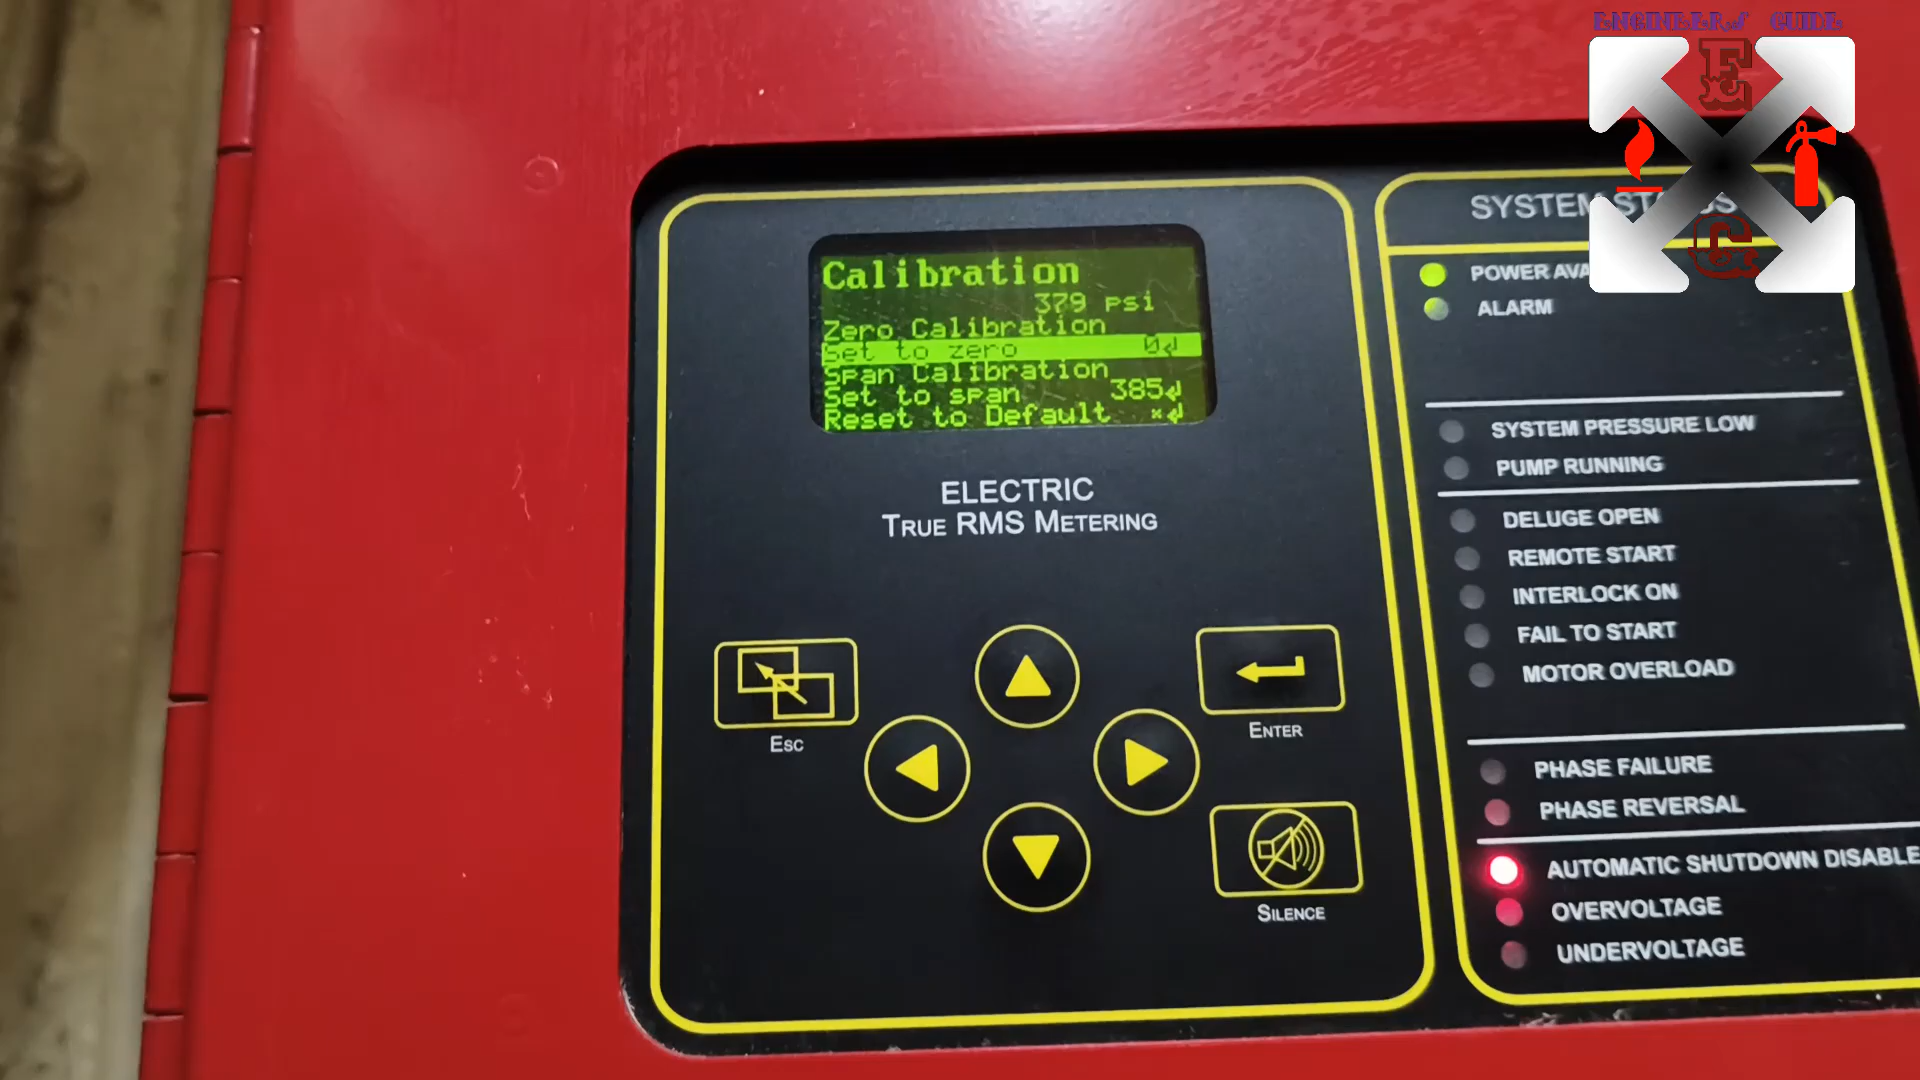 ENGINEERS GUIDE
E
G
Calibration
379 psi
Zero Calibration
Set to zero 0↲
Span Calibration
Set to span 385↲
Reset to Default ×↲
ELECTRIC
TRUE RMS METERING
ESC
ENTER
SILENCE
SYSTEM
POWER
ALARM
SYSTEM PRESSURE LOW
PUMP RUNNING
DELUGE OPEN
REMOTE START
INTERLOCK ON
FAIL TO START
MOTOR OVERLOAD
PHASE FAILURE
PHASE REVERSAL
AUTOMATIC SHUTDOWN DISABLE
OVERVOLTAGE
UNDERVOLTAGE